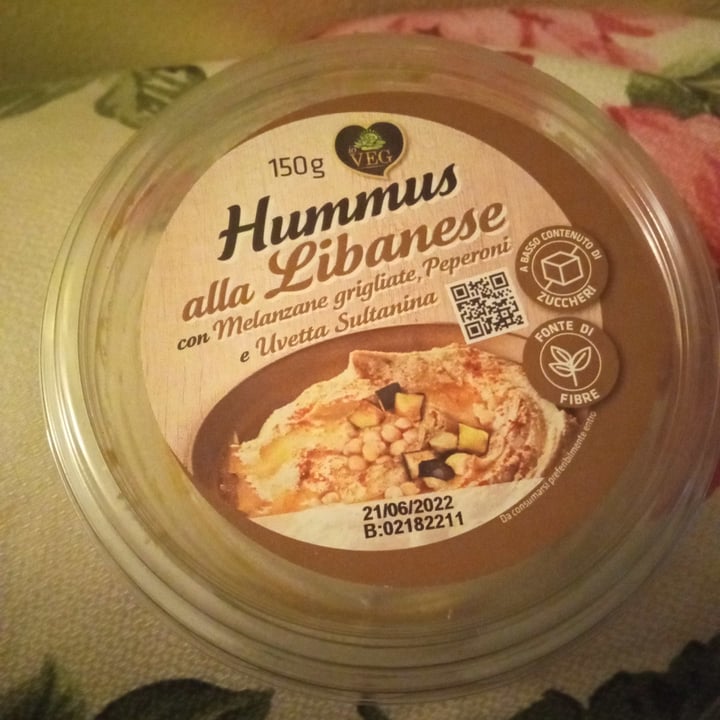 150g
io
VEG
Hummus
alla Libanese
con Melanzane grigliate, Peperoni
e Uvetta Sultanina
A BASSO CONTENUTO DI
ZUCCHERI
FONTE DI
FIBRE
Da consumarsi preferibilmente entro
21/06/2022
B:02182211